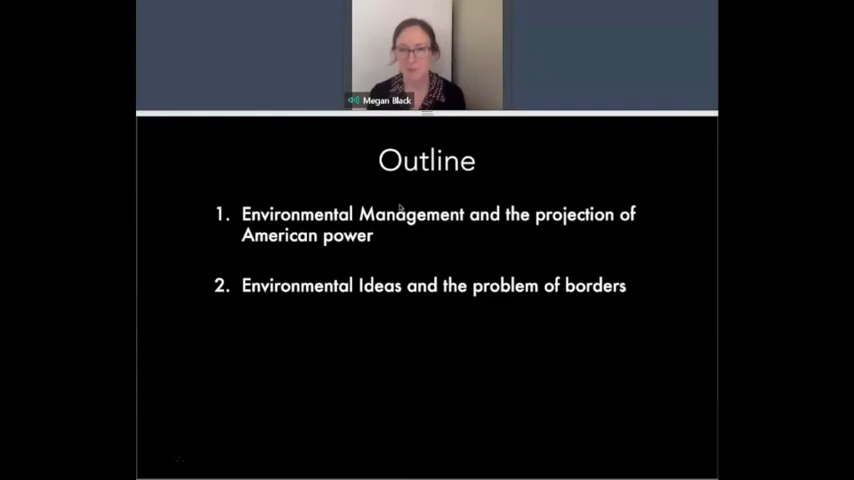 Megan Black
Outline
1. Environmental Management and the projection of
American power
2. Environmental Ideas and the problem of borders